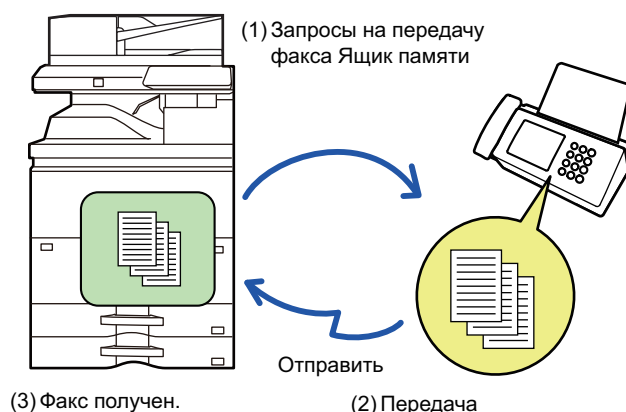 (1) Запросы на передачу
факса Ящик памяти
Отправить
(3) Факс получен.
(2) Передача